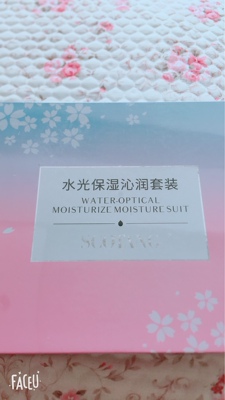 水光保湿沁润套装
WATER-OPTICAL
MOISTURIZE MOISTURE SUIT
FACEU